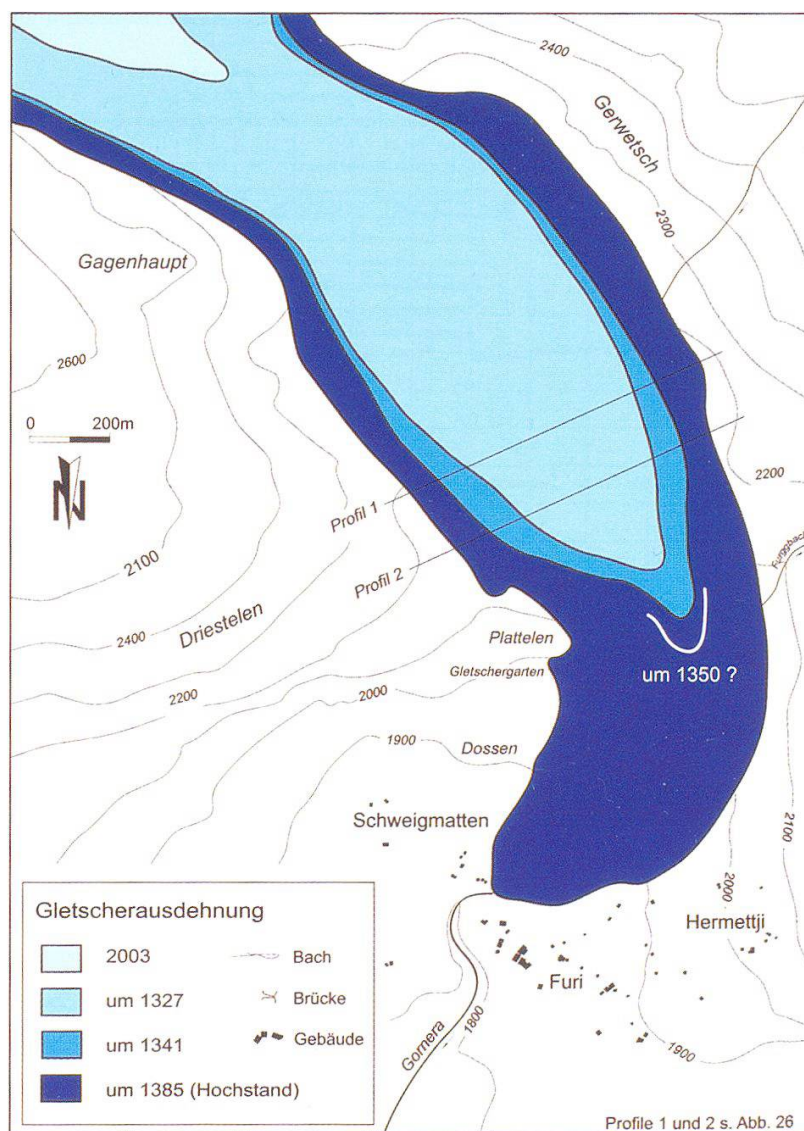 2400
Gerwetsch
2300
Gagenhaupt
2600
0 200m
N
Profil 1
2200
2100
Profil 2
Furggbach
Driestelen
2400
Plattelen
um 1350 ?
Gletschergarten
2200
2000
1900
Dossen
2100
Schweigmatten
2000
Hermettji
Furi
Gornera
1800
1900
Gletscherausdehnung
2003
um 1327
um 1341
um 1385 (Hochstand)
Bach
Brücke
Gebäude
Profile 1 und 2 s. Abb. 26